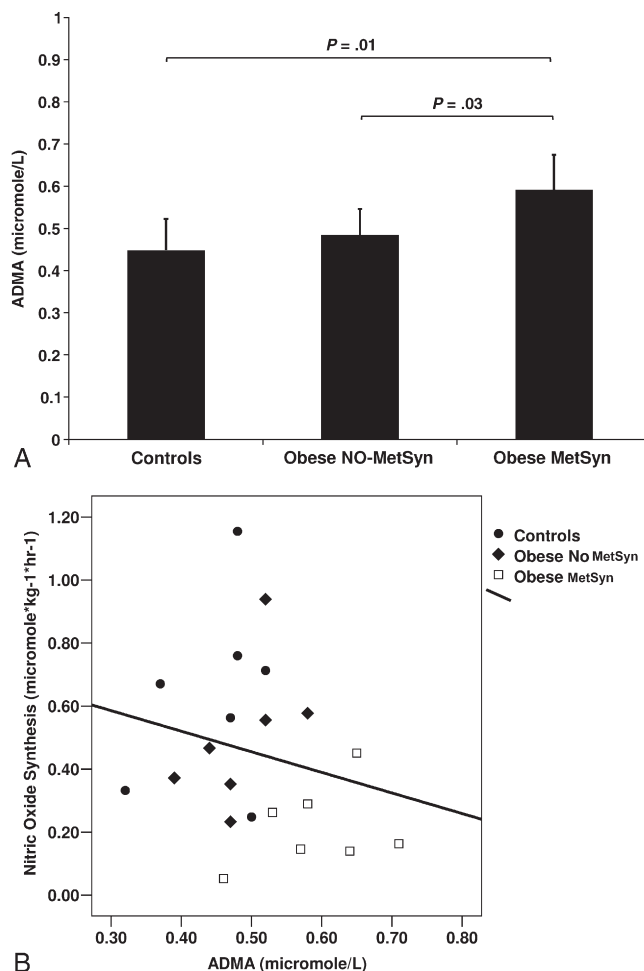 1
0.9
0.8
0.7
0.6
0.5
0.4
0.3
0.2
0.1
0
ADMA (micromole/L)
P = .01
P = .03
A
Controls
Obese NO-MetSyn
Obese MetSyn
1.20
1.00
0.80
0.60
0.40
0.20
0.00
Nitric Oxide Synthesis (micromole*kg-1*hr-1)
Controls
Obese No MetSyn
Obese MetSyn
0.30
0.40
0.50
0.60
0.70
0.80
B
ADMA (micromole/L)